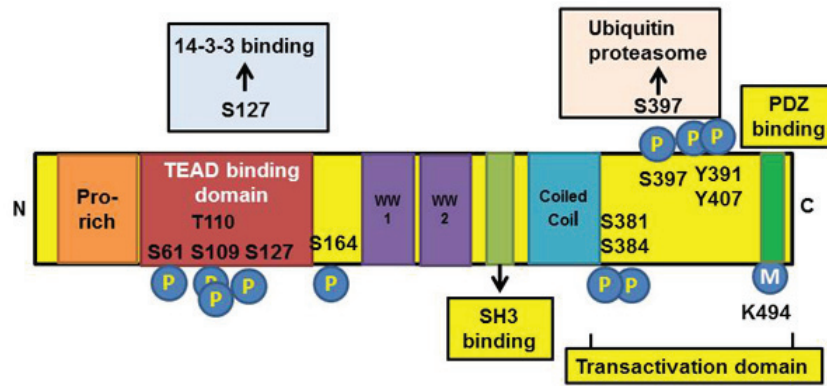 14-3-3 binding
S127
Ubiquitin
proteasome
S397
PDZ
binding
P P P
N
Pro-
rich
TEAD binding
domain
T110
S61 S109 S127
S164
WW
1
WW
2
Coiled
Coil
S381
S384
S397
Y391
Y407
C
P P P P P
P P
M
SH3
binding
K494
Transactivation domain